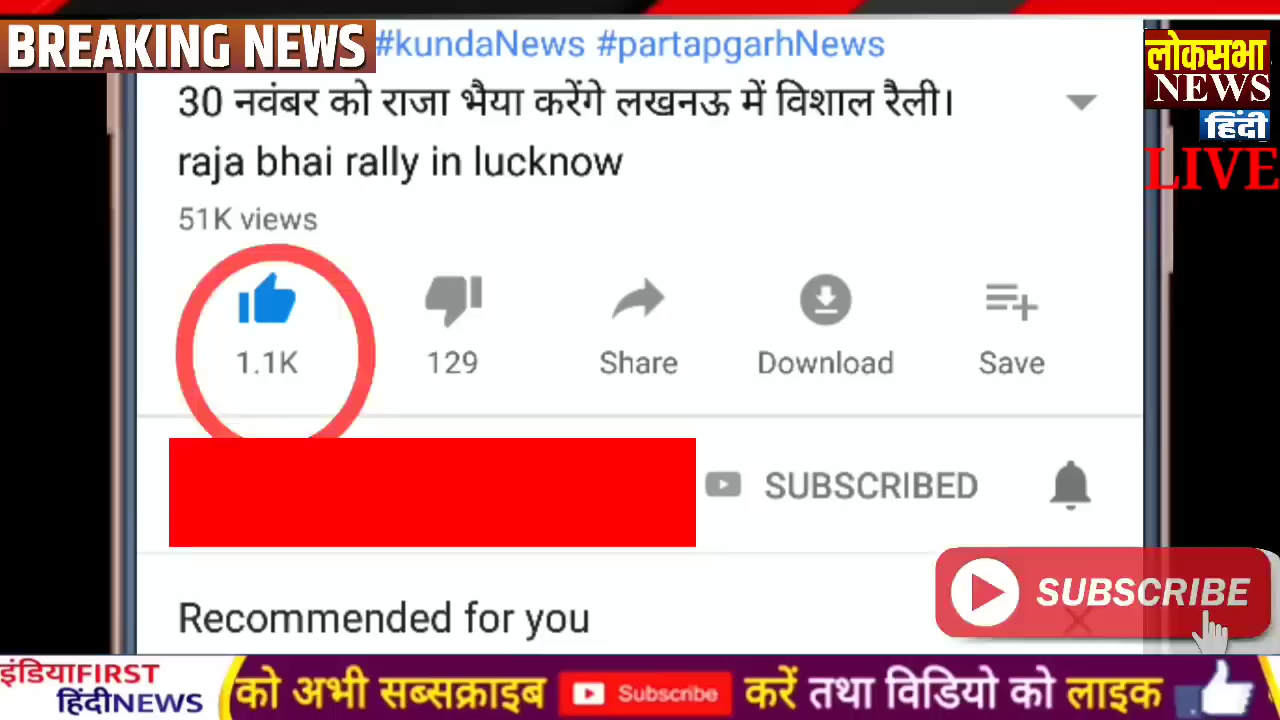 BREAKING NEWS
#kundaNews #partapgarhNews
लोकसभा
NEWS
हिंदी
LIVE
30 नवंबर को राजा भैया करेंगे लखनऊ में विशाल रैली।
raja bhai rally in lucknow
51K views
1.1K
129
Share
Download
Save
SUBSCRIBED
SUBSCRIBE
Recommended for you
इंडियाFIRST
हिंदीNEWS
को अभी सब्सक्राइब Subscribe करें तथा विडियो को लाइक